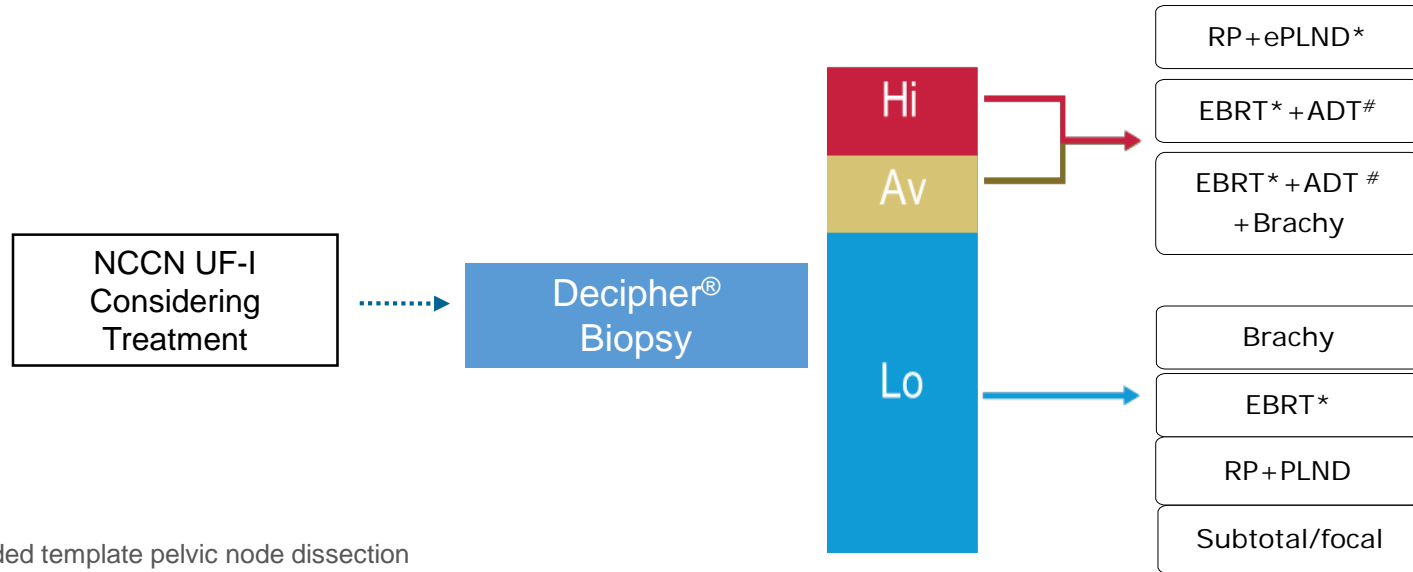 NCCN UF-I
Considering
Treatment
Decipher®
Biopsy
Hi
Av
Lo
RP+ePLND*
EBRT*+ADT#
EBRT*+ADT #
+Brachy
Brachy
EBRT*
RP+PLND
Subtotal/focal
template pelvic node dissection